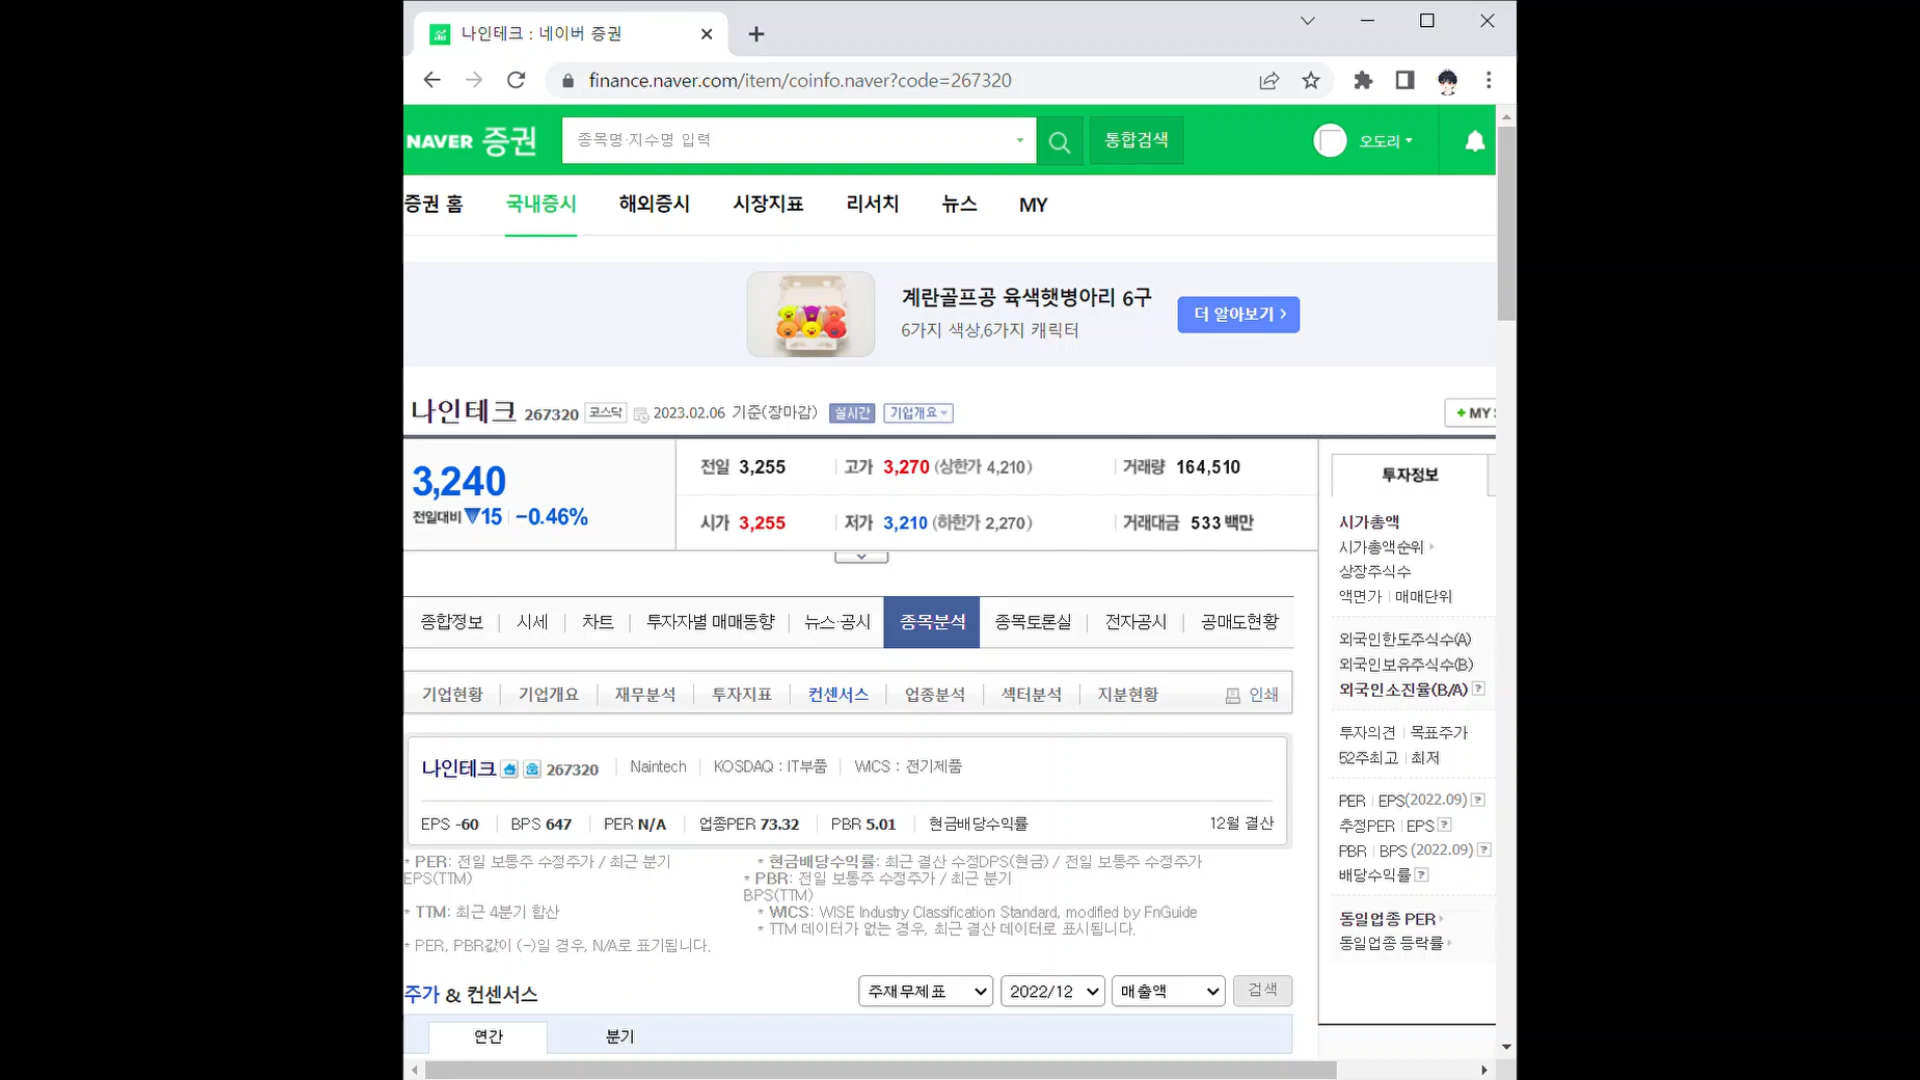 나인테크 : 네이버 증권
finance.naver.com/item/coinfo.naver?code=267320
NAVER 증권 종목명·지수명 입력 통합검색 오도리
증권 홈 국내증시 해외증시 시장지표 리서치 뉴스 MY
계란골프공 육색햇병아리 6구
6가지 색상,6가지 캐릭터
더 알아보기 >
나인테크 267320 코스닥 2023.02.06 기준(장마감) 실시간 기업개요 + MY
3,240
전일대비 ▼15 -0.46%
전일 3,255 고가 3,270 (상한가 4,210) 거래량 164,510
시가 3,255 저가 3,210 (하한가 2,270) 거래대금 533 백만
종합정보 시세 차트 투자자별 매매동향 뉴스·공시 종목분석 종목토론실 전자공시 공매도현황
기업현황 기업개요 재무분석 투자지표 컨센서스 업종분석 섹터분석 지분현황 인쇄
나인테크 267320 Naintech KOSDAQ : IT부품 WICS : 전기제품
EPS -60 BPS 647 PER N/A 업종PER 73.32 PBR 5.01 현금배당수익률 12월 결산
* PER: 전일 보통주 수정주가 / 최근 분기
EPS(TTM)
* 현금배당수익률: 최근 결산 수정DPS(현금) / 전일 보통주 수정주가
* PBR: 전일 보통주 수정주가 / 최근 분기
BPS(TTM)
* TTM: 최근 4분기 합산
* WICS: WISE Industry Classification Standard, modified by FnGuide
* TTM 데이터가 없는 경우, 최근 결산 데이터로 표시됩니다.
* PER, PBR값이 (-)일 경우, N/A로 표기됩니다.
주가 & 컨센서스 주재무제표 2022/12 매출액 검색
연간 분기
투자정보
시가총액
시가총액순위
상장주식수
액면가 매매단위
외국인한도주식수(A)
외국인보유주식수(B)
외국인소진율(B/A) ?
투자의견 목표주가
52주최고 최저
PER EPS(2022.09) ?
추정PER EPS ?
PBR BPS (2022.09) ?
배당수익률 ?
동일업종 PER
동일업종 등락률